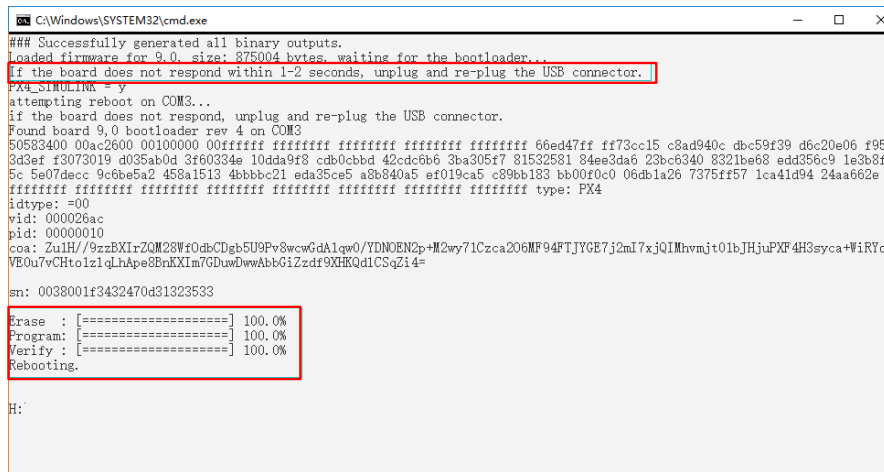 C:\Windows\SYSTEM32\cmd.exe
### Successfully generated all binary outputs.
Loaded firmware for 9,0, size: 875004 bytes, waiting for the bootloader...
If the board does not respond within 1-2 seconds, unplug and re-plug the USB connector.
PX4_SIMULINK = y
attempting reboot on COM3...
if the board does not respond, unplug and re-plug the USB connector.
Found board 9,0 bootloader rev 4 on COM3
50583400 00ac2600 00100000 00ffffff ffffffff ffffffff ffffffff ffffffff 66ed47ff ff73cc15 c8ad940c dbc59f39 d6c20e06 f95
3d3ef f3073019 d035ab0d 3f60334e 10dda9f8 cdb0cbbd 42cdc6b6 3ba305f7 81532581 84ee3da6 23bc6340 8321be68 edd356c9 1e3b8f
5c 5e07decc 9c6be5a2 458a1513 4bbbbc21 eda35ce5 a8b840a5 ef019ca5 c89bb183 bb00f0c0 06db1a26 7375ff57 1ca41d94 24aa662e
ffffffff ffffffff ffffffff ffffffff ffffffff ffffffff ffffffff ffffffff type: PX4
idtype: =00
vid: 000026ac
pid: 00000010
coa: Zu1H//9zzBXIrZQM28WfOdbCDgb5U9Pv8wcwGdA1qw0/YDNOEN2p+M2wy71Czca2O6MF94FTJYGE7j2mI7xjQIMhvmjt01bJHjuPXF4H3syca+WiRYc
VE0u7vCHto1z1qLhApe8BnKXIm7GDuwDwwAbbGiZzdf9XHKQd1CSqZi4=
sn: 0038001f3432470d31323533
Erase  : [====================] 100.0%
Program: [====================] 100.0%
Verify : [====================] 100.0%
Rebooting.
H: